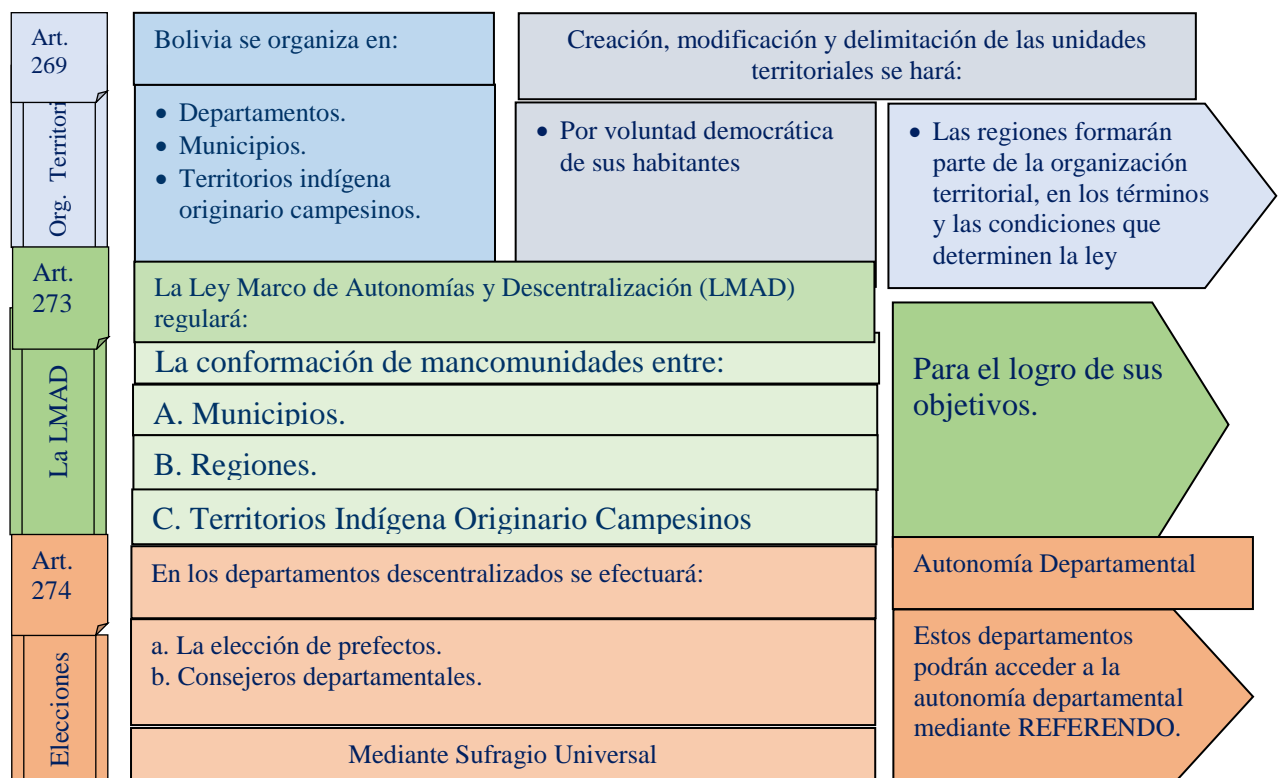 Art.
269
Org. Territori
Bolivia se organiza en:
• Departamentos.
• Municipios.
• Territorios indígena
originario campesinos.
Creación, modificación y delimitación de las unidades
territoriales se hará:
• Por voluntad democrática
de sus habitantes
• Las regiones formarán
parte de la organización
territorial, en los términos
y las condiciones que
determinen la ley
Art.
273
La LMAD
La Ley Marco de Autonomías y Descentralización (LMAD)
regulará:
La conformación de mancomunidades entre:
A. Municipios.
B. Regiones.
C. Territorios Indígena Originario Campesinos
Para el logro de sus
objetivos.
Art.
274
Elecciones
En los departamentos descentralizados se efectuará:
a. La elección de prefectos.
b. Consejeros departamentales.
Mediante Sufragio Universal
Autonomía Departamental
Estos departamentos
podrán acceder a la
autonomía departamental
mediante REFERENDO.